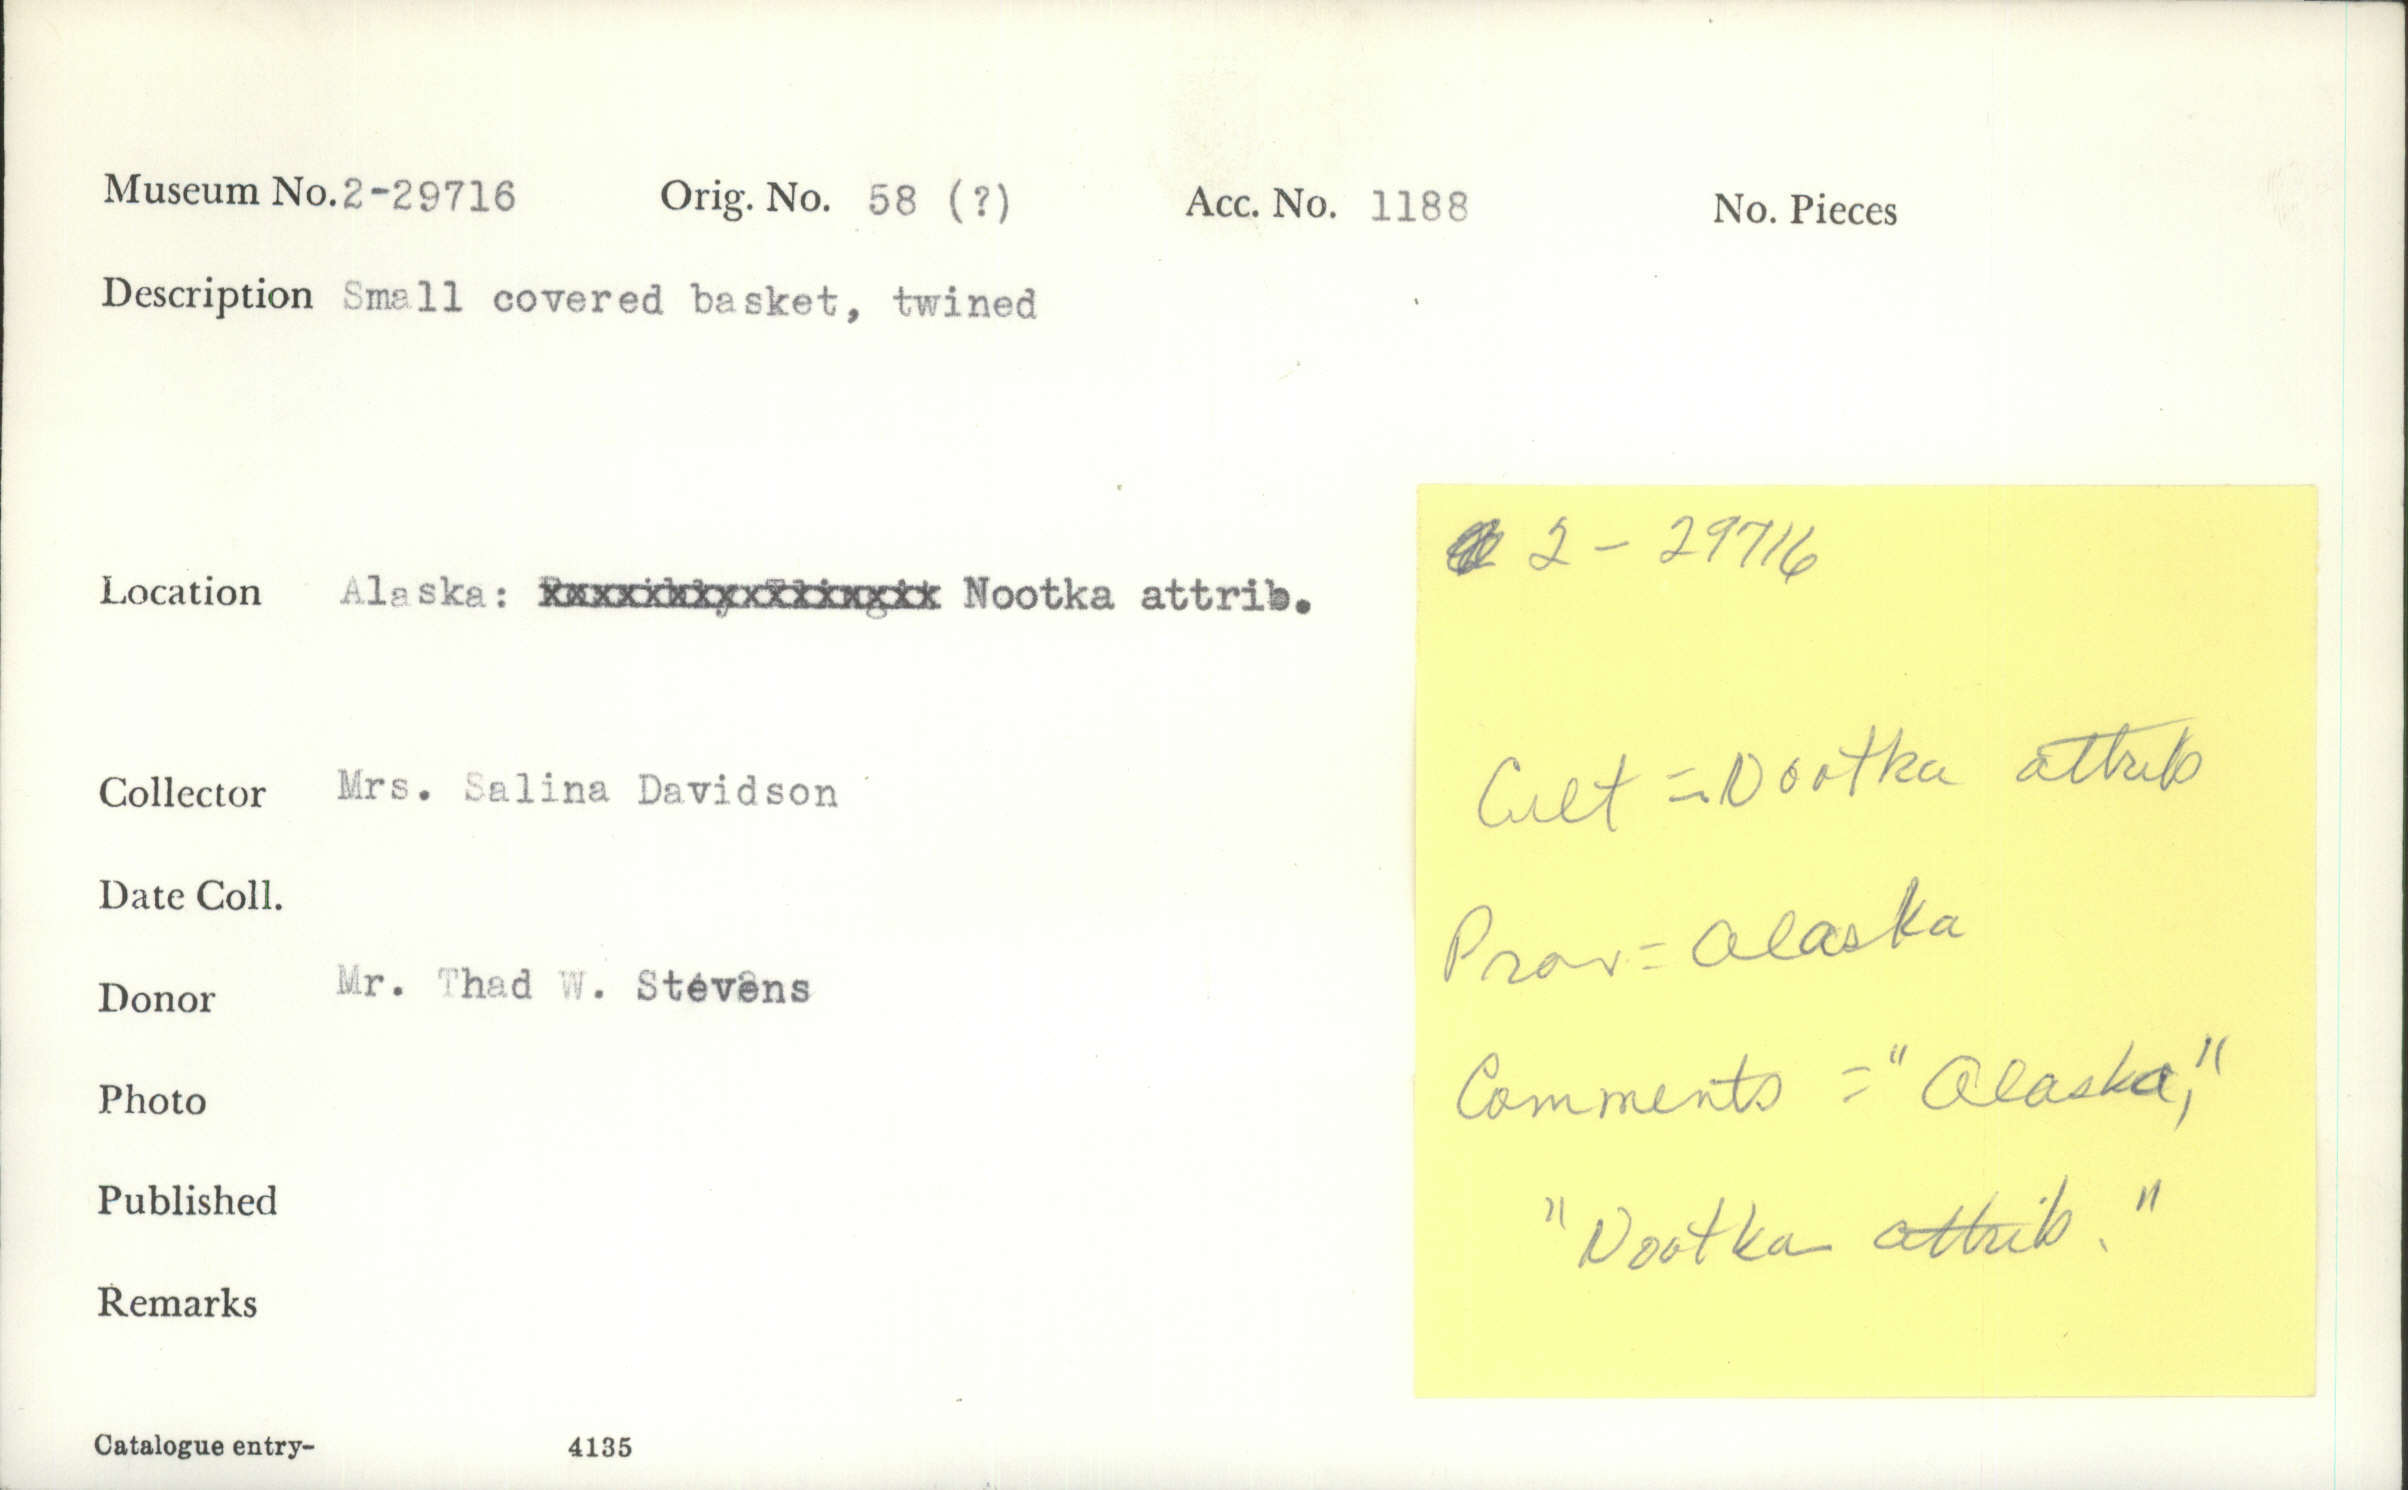 Museum No. 2-29716 Orig. No. 58 (?) Acc. No. 1188 No. Pieces
Description Small covered basket, twined
Location Alaska: Nootka attrib.
Collector Mrs. Salina Davidson
Date Coll.
Donor Mr. Thad W. Stevens
Photo
Published
Remarks
Catalogue entry- 4135
2 - 29716
Cult = Nootka attrib
Prov = Alaska
Comments = "Alaska,"
"Nootka attrib."